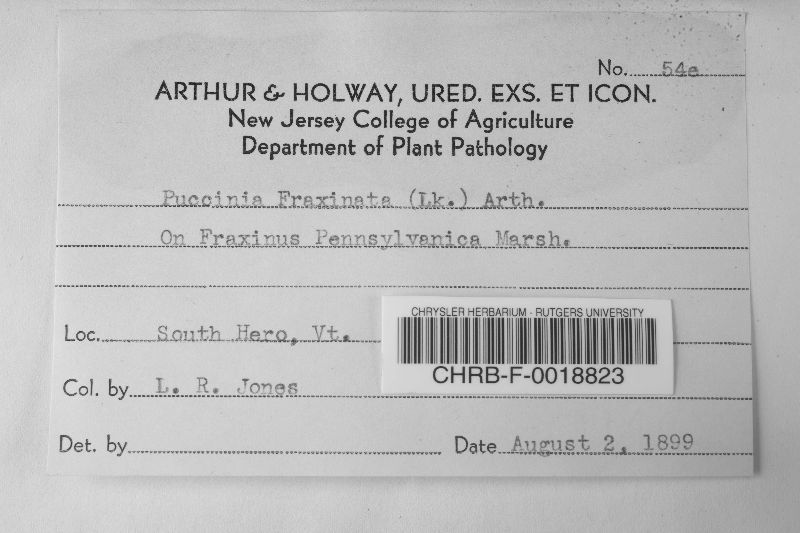 No. 54e
ARTHUR & HOLWAY, URED. EXS. ET ICON.
New Jersey College of Agriculture
Department of Plant Pathology
Puccinia Fraxinata (Lk.) Arth.
On Fraxinus Pennsylvanica Marsh.
CHRYSLER HERBARIUM - RUTGERS UNIVERSITY
Loc. South Hero, Vt.
CHRB-F-0018823
Col. by L. R. Jones
Det. by
Date August 2, 1899